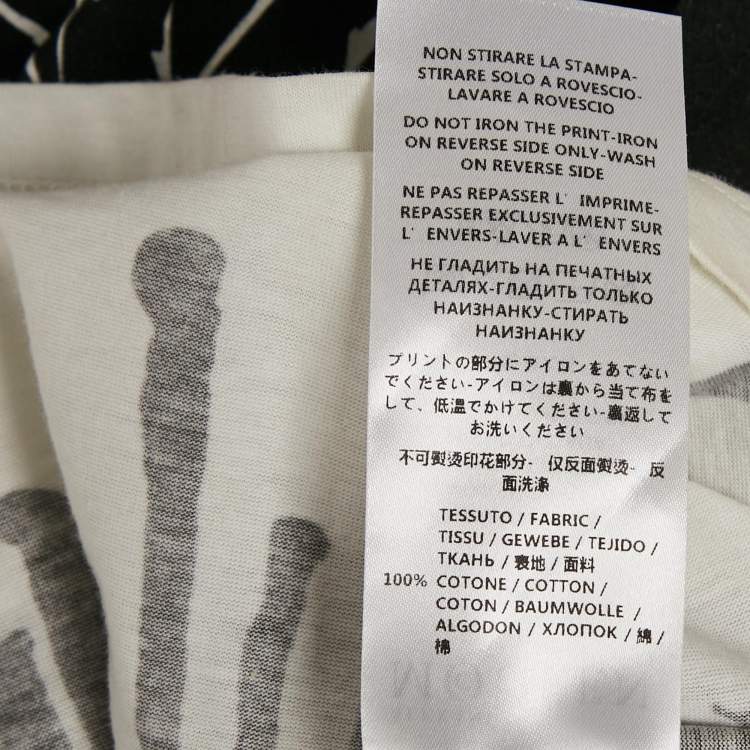 NON STIRARE LA STAMPA-
STIRARE SOLO A ROVESCIO-
LAVARE A ROVESCIO
DO NOT IRON THE PRINT-IRON
ON REVERSE SIDE ONLY-WASH
ON REVERSE SIDE
NE PAS REPASSER L' IMPRIME-
REPASSER EXCLUSIVEMENT SUR
L' ENVERS-LAVER A L' ENVERS
НЕ ГЛАДИТЬ НА ПЕЧАТНЫХ
ДЕТАЛЯХ-ГЛАДИТЬ ТОЛЬКО
НАИЗНАНКУ-СТИРАТЬ
НАИЗНАНКУ
プリントの部分にアイロンをあてない
でください-アイロンは裏から当て布を
して、低温でかけてください-裏返して
お洗いください
不可熨烫印花部分- 仅反面熨烫- 反
面洗涤
TESSUTO / FABRIC /
TISSU / GEWEBE / TEJIDO /
ТКАНЬ / 表地 / 面料
100% COTONE / COTTON /
COTON / BAUMWOLLE /
ALGODON / ХЛОПОК / 綿 /
棉